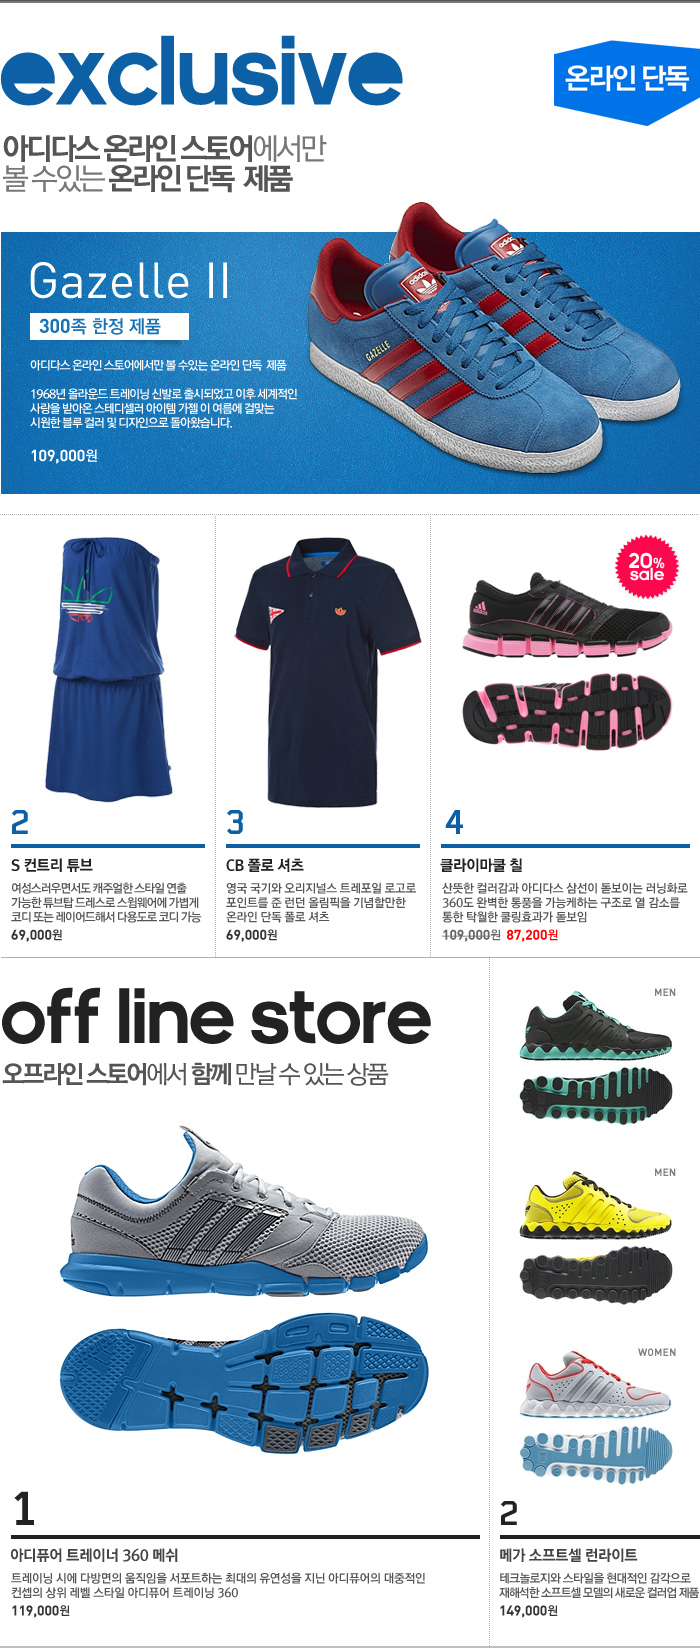 exclusive
온라인 단독
아디다스 온라인 스토어에서만
볼 수있는 온라인 단독 제품
Gazelle II
300족 한정 제품
아디다스 온라인 스토어에서만 볼 수있는 온라인 단독 제품
1968년 올라운드 트레이닝 신발로 출시되었고 이후 세계적인
사랑을 받아온 스테디셀러 아이템 가젤 이 여름에 걸맞는
시원한 블루 컬러 및 디자인으로 돌아왔습니다.
109,000원
adidas
adidas
GAZELLE
2
S 컨트리 튜브
여성스러우면서도 캐주얼한 스타일 연출
가능한 튜브탑 드레스로 스윔웨어에 가볍게
코디 또는 레이어드해서 다용도로 코디 가능
69,000원
3
CB 폴로 셔츠
영국 국기와 오리지널스 트레포일 로고로
포인트를 준 런던 올림픽을 기념할만한
온라인 단독 폴로 셔츠
69,000원
20%
sale
adidas
4
클라이마쿨 칠
산뜻한 컬러감과 아디다스 삼선이 돋보이는 러닝화로
360도 완벽한 통풍을 가능케하는 구조로 열 감소를
통한 탁월한 쿨링효과가 돋보임
109,000원 87,200원
off line store
오프라인 스토어에서 함께 만날 수 있는 상품
1
아디퓨어 트레이너 360 메쉬
트레이닝 시에 다방면의 움직임을 서포트하는 최대의 유연성을 지닌 아디퓨어의 대중적인
컨셉의 상위 레벨 스타일 아디퓨어 트레이닝 360
119,000원
MEN
MEN
WOMEN
2
메가 소프트셀 런라이트
테크놀로지와 스타일을 현대적인 감각으로
재해석한 소프트셀 모델의 새로운 컬러업 제품
149,000원